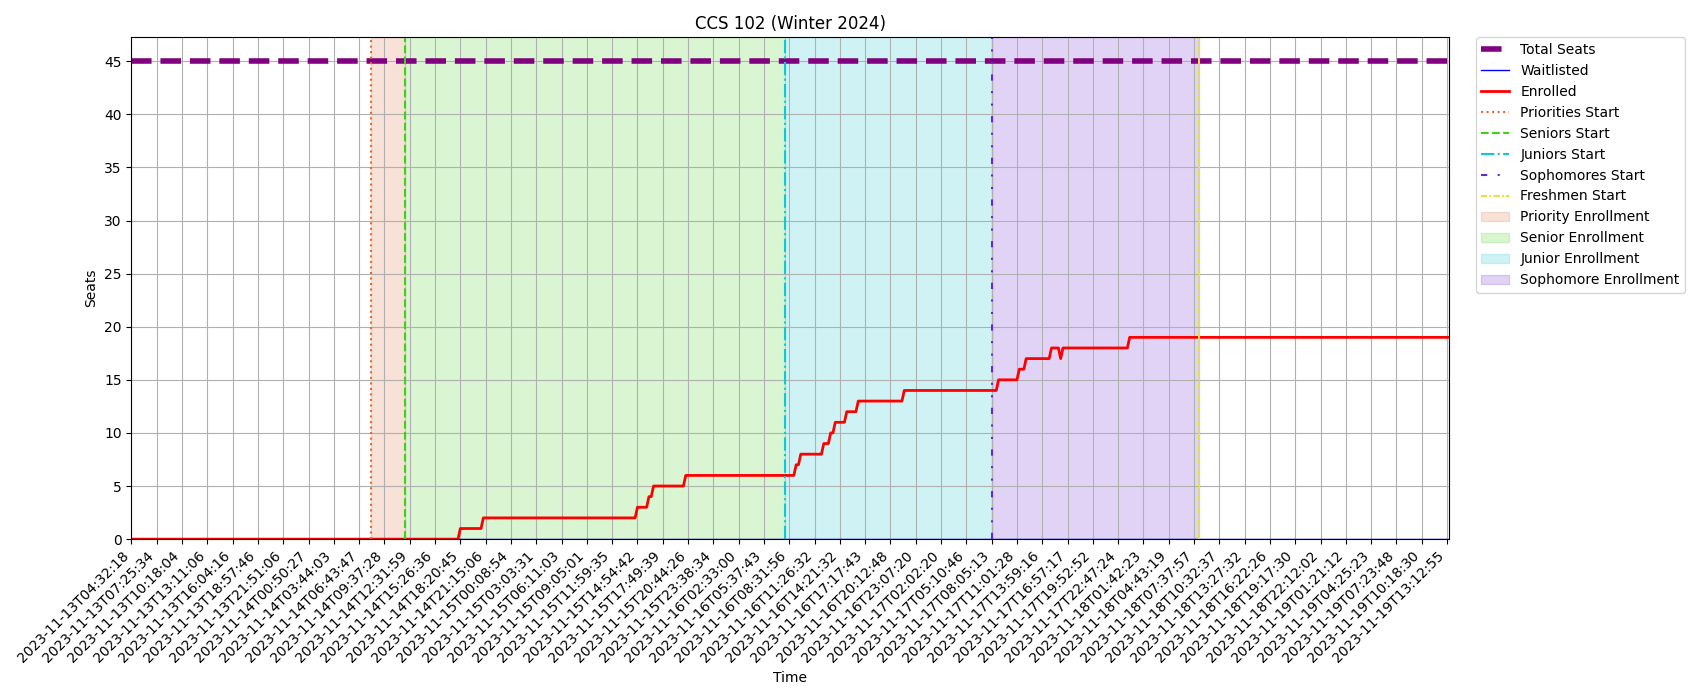 CCS 102 (Winter 2024)
Seats
45
40
35
30
25
20
15
10
5
0
2023-11-13T04:32:18
2023-11-13T07:25:34
2023-11-13T10:18:04
2023-11-13T13:11:06
2023-11-13T16:04:16
2023-11-13T18:57:46
2023-11-13T21:51:06
2023-11-14T00:50:27
2023-11-14T03:44:03
2023-11-14T06:43:47
2023-11-14T09:37:28
2023-11-14T12:31:59
2023-11-14T15:26:36
2023-11-14T18:20:45
2023-11-14T21:15:06
2023-11-15T00:08:54
2023-11-15T03:03:31
2023-11-15T06:11:03
2023-11-15T09:05:01
2023-11-15T11:59:35
2023-11-15T14:54:42
2023-11-15T17:49:39
2023-11-15T20:44:26
2023-11-15T23:38:34
2023-11-16T02:33:00
2023-11-16T05:37:43
2023-11-16T08:31:56
2023-11-16T11:26:32
2023-11-16T14:21:32
2023-11-16T17:17:43
2023-11-16T20:12:48
2023-11-16T23:07:20
2023-11-17T02:02:20
2023-11-17T05:10:46
2023-11-17T08:05:13
2023-11-17T11:01:28
2023-11-17T13:59:16
2023-11-17T16:57:17
2023-11-17T19:52:52
2023-11-17T22:47:24
2023-11-18T01:42:23
2023-11-18T04:43:19
2023-11-18T07:37:57
2023-11-18T10:32:37
2023-11-18T13:27:32
2023-11-18T16:22:26
2023-11-18T19:17:30
2023-11-18T22:12:02
2023-11-19T01:21:12
2023-11-19T04:25:23
2023-11-19T07:23:48
2023-11-19T10:18:30
2023-11-19T13:12:55
Time
Total Seats
Waitlisted
Enrolled
Priorities Start
Seniors Start
Juniors Start
Sophomores Start
Freshmen Start
Priority Enrollment
Senior Enrollment
Junior Enrollment
Sophomore Enrollment